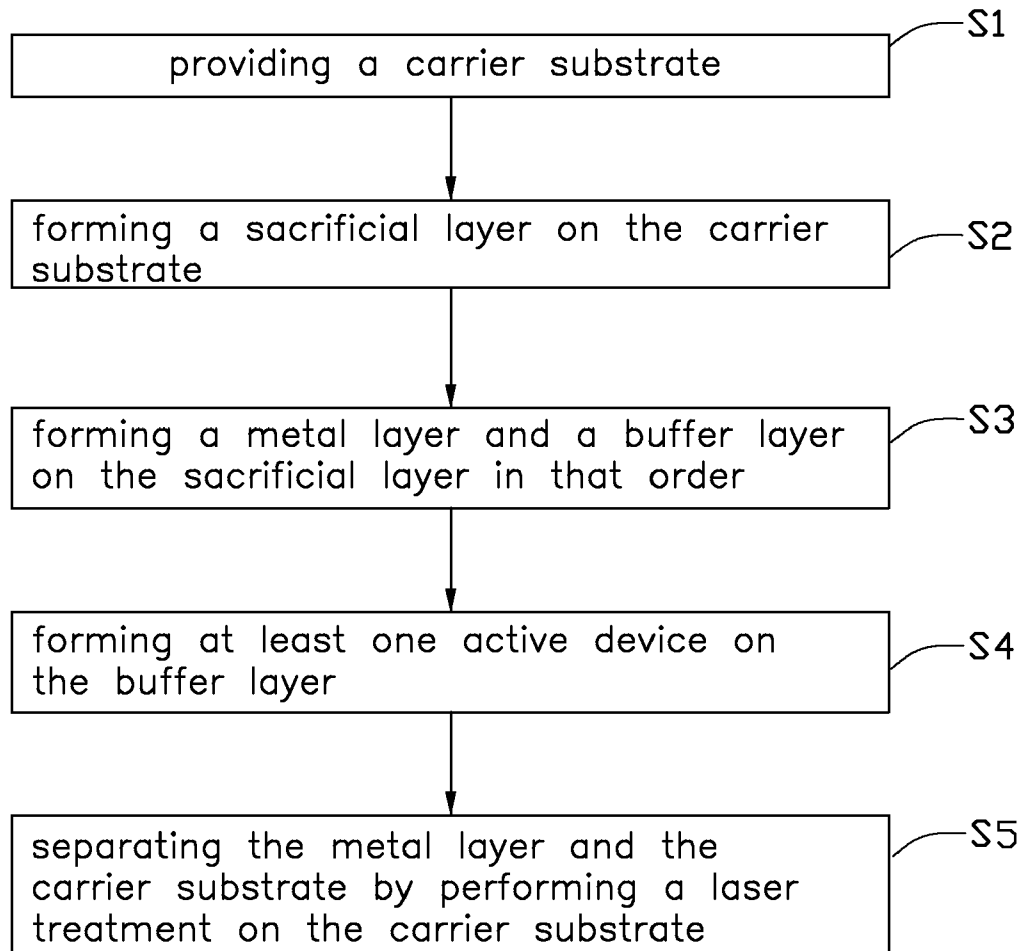 S1
providing a carrier substrate
forming a sacrificial layer on the carrier
substrate
S2
forming a metal layer and a buffer layer
on the sacrificial layer in that order
S3
forming at least one active device on
the buffer layer
S4
separating the metal layer and the
carrier substrate by performing a laser
treatment on the carrier substrate
S5